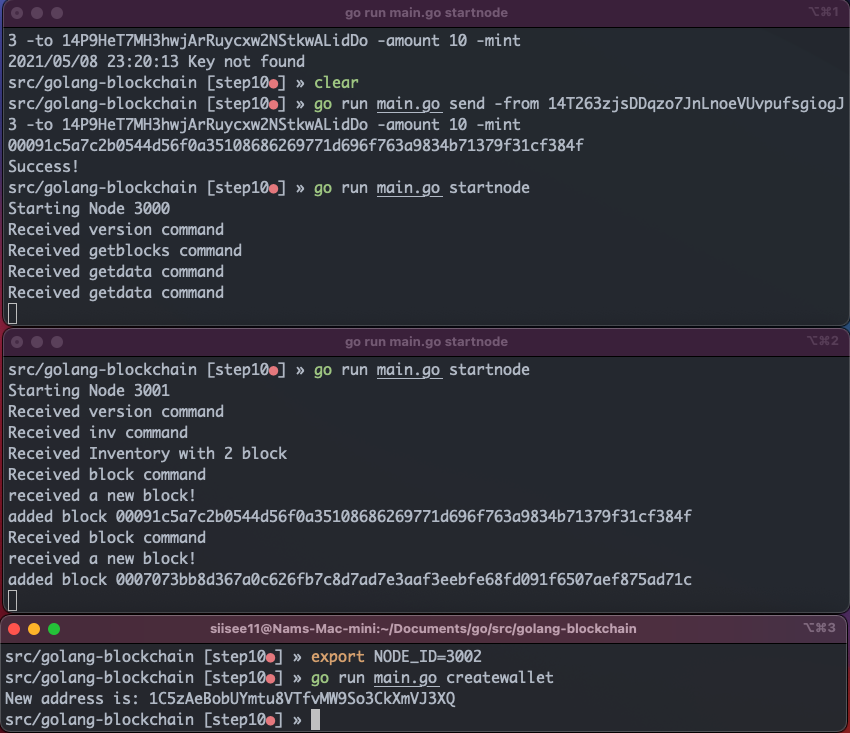 go run main.go startnode ⌥⌘1
3 -to 14P9HeT7MH3hwjArRuycxw2NStkwALidDo -amount 10 -mint
2021/05/08 23:20:13 Key not found
src/golang-blockchain [step10●] » clear
src/golang-blockchain [step10●] » go run main.go send -from 14T263zjsDDqzo7JnLnoeVUvpufsgiogJ
3 -to 14P9HeT7MH3hwjArRuycxw2NStkwALidDo -amount 10 -mint
00091c5a7c2b0544d56f0a35108686269771d696f763a9834b71379f31cf384f
Success!
src/golang-blockchain [step10●] » go run main.go startnode
Starting Node 3000
Received version command
Received getblocks command
Received getdata command
Received getdata command
go run main.go startnode ⌥⌘2
src/golang-blockchain [step10●] » go run main.go startnode
Starting Node 3001
Received version command
Received inv command
Received Inventory with 2 block
Received block command
received a new block!
added block 00091c5a7c2b0544d56f0a35108686269771d696f763a9834b71379f31cf384f
Received block command
received a new block!
added block 0007073bb8d367a0c626fb7c8d7ad7e3aaf3eebfe68fd091f6507aef875ad71c
siisee11@Nams-Mac-mini:~/Documents/go/src/golang-blockchain ⌥⌘3
src/golang-blockchain [step10●] » export NODE_ID=3002
src/golang-blockchain [step10●] » go run main.go createwallet
New address is: 1C5zAeBobUYmtu8VTfvMW9So3CkXmVJ3XQ
src/golang-blockchain [step10●] »